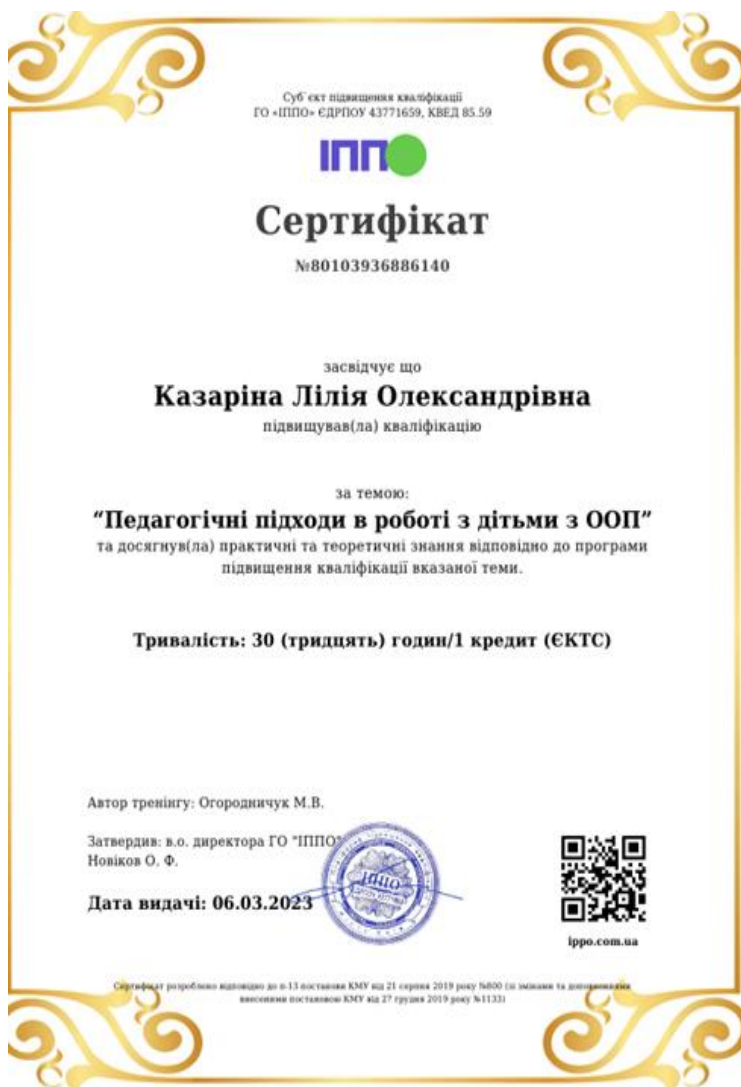 Суб`єкт підвищення кваліфікації
ГО «ІППО» ЄДРПОУ 43771659, КВЕД 85.59
ІППО
Сертифікат
№80103936886140
засвідчує що
Казаріна Лілія Олександрівна
підвищував(ла) кваліфікацію
за темою:
“Педагогічні підходи в роботі з дітьми з ООП”
та досягнув(ла) практичні та теоретичні знання відповідно до програми
підвищення кваліфікації вказаної теми.
Тривалість: 30 (тридцять) годин/1 кредит (ЄКТС)
Автор тренінгу: Огородничук М.В.
Затвердив: в.о. директора ГО "ІППО"
Новіков О. Ф.
ІППО
Дата видачі: 06.03.2023
ippo.com.ua
Сертифікат розроблено відповідно до п-13 постанови КМУ від 21 серпня 2019 року №800 (зі змінами та доповненнями
внесеними постановою КМУ від 27 грудня 2019 року №1133)